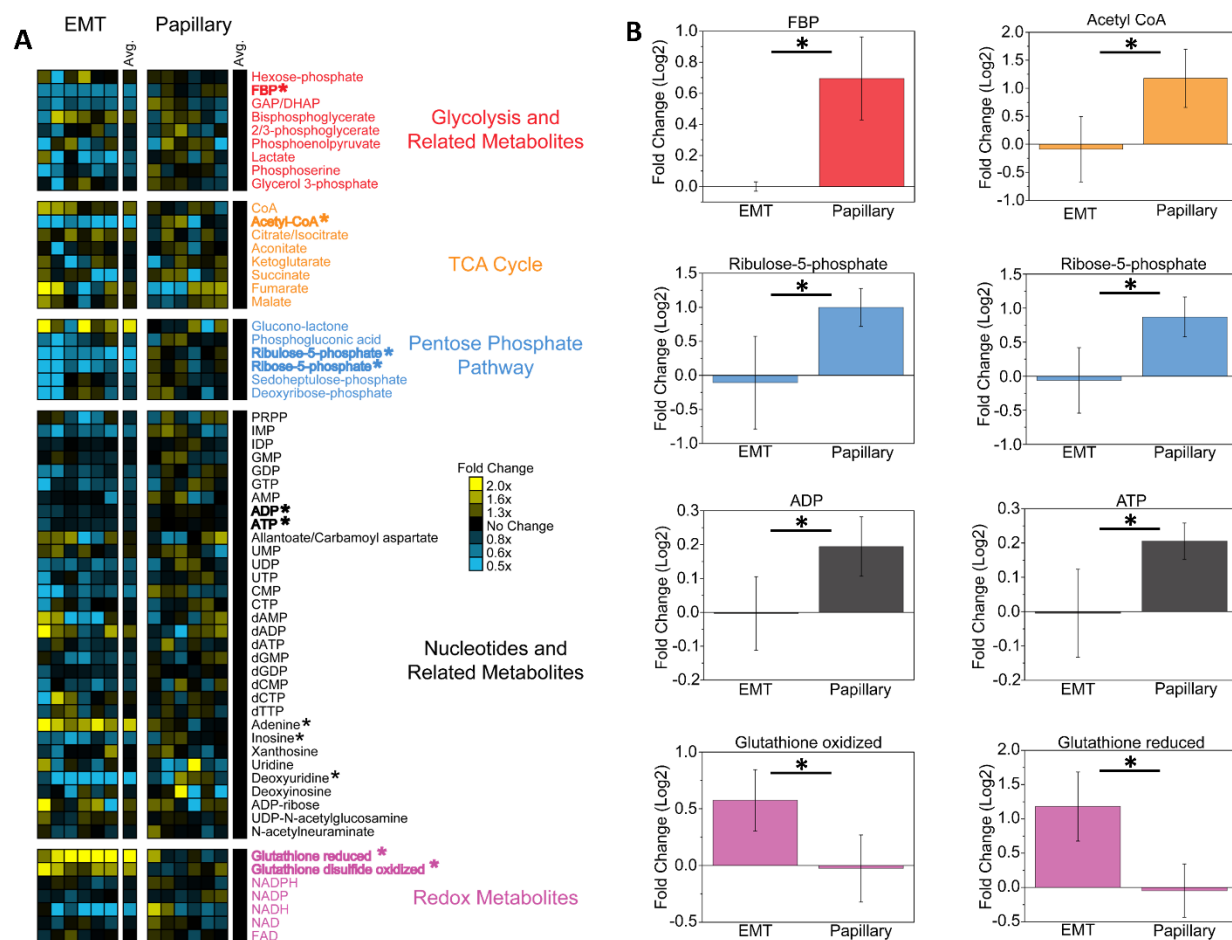 A
EMT
Papillary
Avg.
Avg.
Hexose-phosphate
FBP*
GAP/DHAP
Bisphosphoglycerate
2/3-phosphoglycerate
Phosphoenolpyruvate
Lactate
Phosphoserine
Glycerol 3-phosphate
Glycolysis and
Related Metabolites
CoA
Acetyl-CoA*
Citrate/Isocitrate
Aconitate
Ketoglutarate
Succinate
Fumarate
Malate
TCA Cycle
Glucono-lactone
Phosphogluconic acid
Ribulose-5-phosphate*
Ribose-5-phosphate*
Sedoheptulose-phosphate
Deoxyribose-phosphate
Pentose Phosphate
Pathway
PRPP
IMP
IDP
GMP
GDP
GTP
AMP
ADP*
ATP*
Allantoate/Carbamoyl aspartate
UMP
UDP
UTP
CMP
CTP
dAMP
dADP
dATP
dGMP
dGDP
dCMP
dCTP
dTTP
Adenine*
Inosine*
Xanthosine
Uridine
Deoxyuridine*
Deoxyinosine
ADP-ribose
UDP-N-acetylglucosamine
N-acetylneuraminate
Fold Change
2.0x
1.6x
1.3x
No Change
0.8x
0.6x
0.5x
Nucleotides and
Related Metabolites
Glutathione reduced *
Glutathione disulfide oxidized *
NADPH
NADP
NADH
NAD
FAD
Redox Metabolites
B
FBP
*
Fold Change (Log2)
1.0
0.8
0.6
0.4
0.2
0.0
EMT
Papillary
Acetyl CoA
*
Fold Change (Log2)
2.0
1.5
1.0
0.5
0.0
-0.5
-1.0
EMT
Papillary
Ribulose-5-phosphate
*
Fold Change (Log2)
1.5
1.0
0.5
0.0
-0.5
-1.0
EMT
Papillary
Ribose-5-phosphate
*
Fold Change (Log2)
1.5
1.0
0.5
0.0
-0.5
-1.0
EMT
Papillary
ADP
*
Fold Change (Log2)
0.3
0.2
0.1
0.0
-0.1
-0.2
EMT
Papillary
ATP
*
Fold Change (Log2)
0.3
0.2
0.1
0.0
-0.1
-0.2
EMT
Papillary
Glutathione oxidized
*
Fold Change (Log2)
1.0
0.5
0.0
-0.5
EMT
Papillary
Glutathione reduced
*
Fold Change (Log2)
2.0
1.5
1.0
0.5
0.0
-0.5
EMT
Papillary